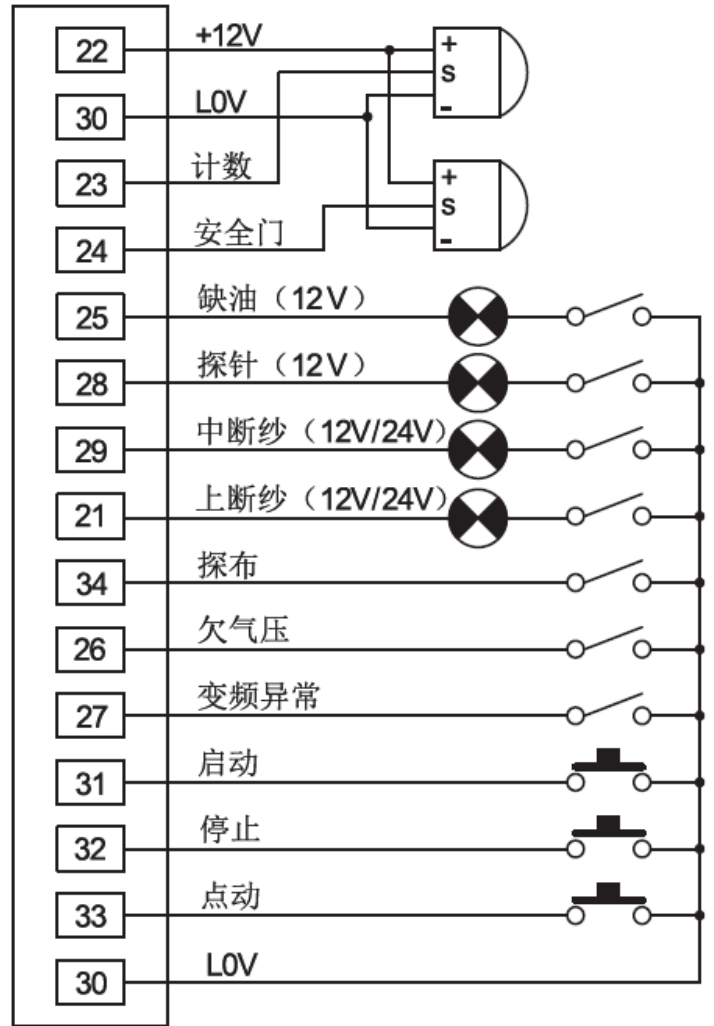 22 +12V +
S
-
30 L0V
23 计数
24 安全门 +
S
-
25 缺油（12V）
28 探针（12V）
29 中断纱（12V/24V）
21 上断纱（12V/24V）
34 探布
26 欠气压
27 变频异常
31 启动
32 停止
33 点动
30 L0V